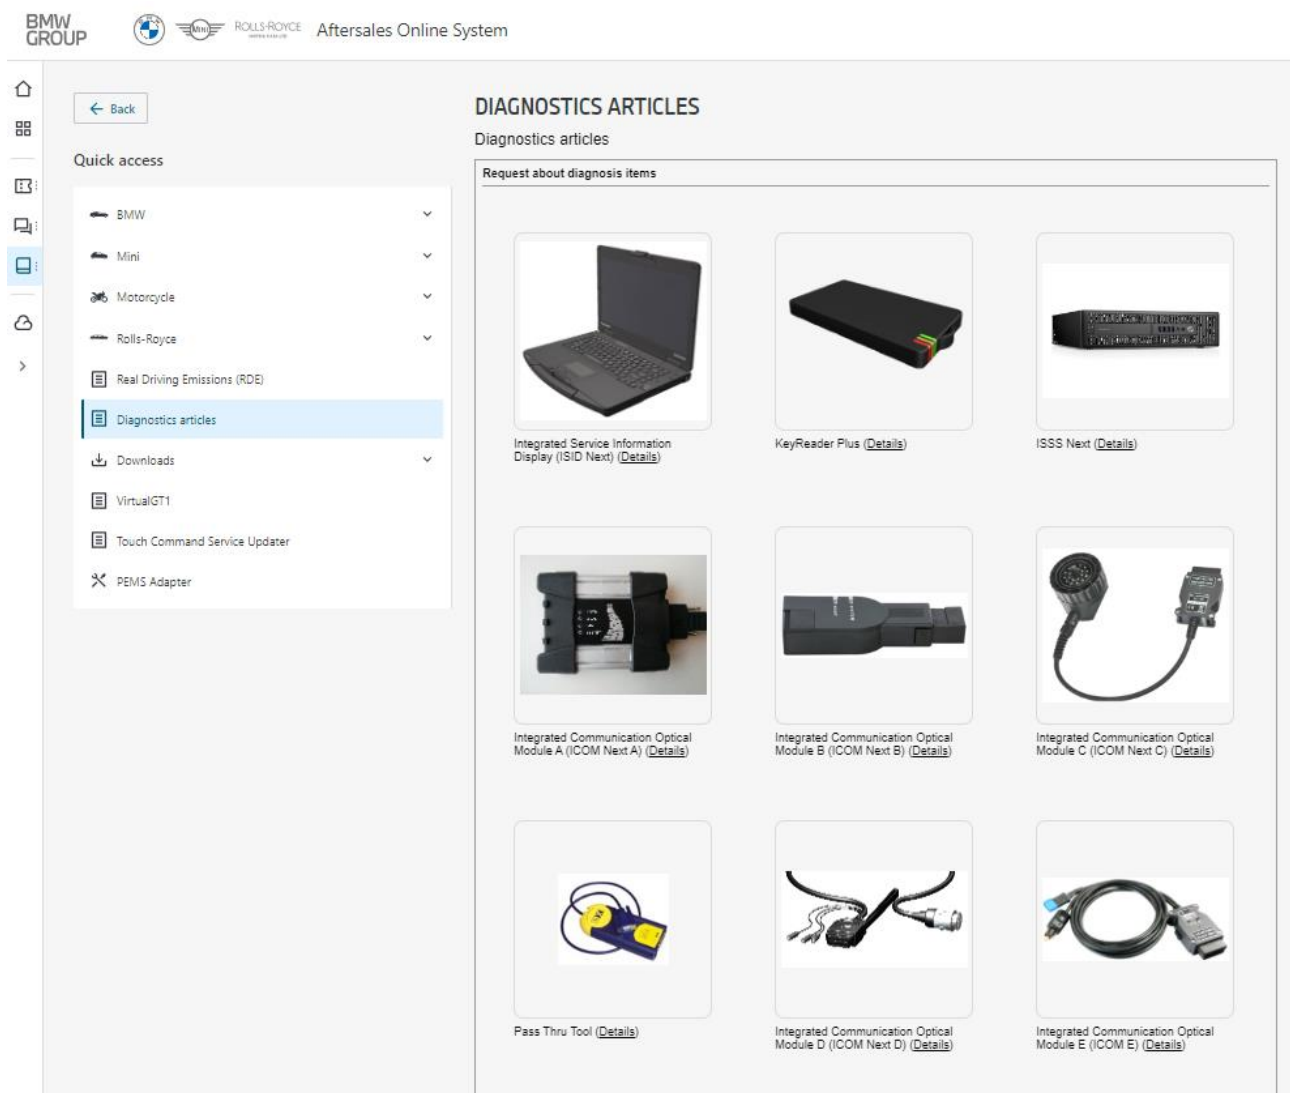 BMW
GROUP
MINI
ROLLS-ROYCE
Aftersales Online System
Back
Quick access
BMW
Mini
Motorcycle
Rolls-Royce
Real Driving Emissions (RDE)
Diagnostics articles
Downloads
VirtualGT1
Touch Command Service Updater
PEMS Adapter
DIAGNOSTICS ARTICLES
Diagnostics articles
Request about diagnosis items
Integrated Service Information
Display (ISID Next) (Details)
KeyReader Plus (Details)
ISSS Next (Details)
Integrated Communication Optical
Module A (ICOM Next A) (Details)
Integrated Communication Optical
Module B (ICOM Next B) (Details)
Integrated Communication Optical
Module C (ICOM Next C) (Details)
Pass Thru Tool (Details)
Integrated Communication Optical
Module D (ICOM Next D) (Details)
Integrated Communication Optical
Module E (ICOM E) (Details)